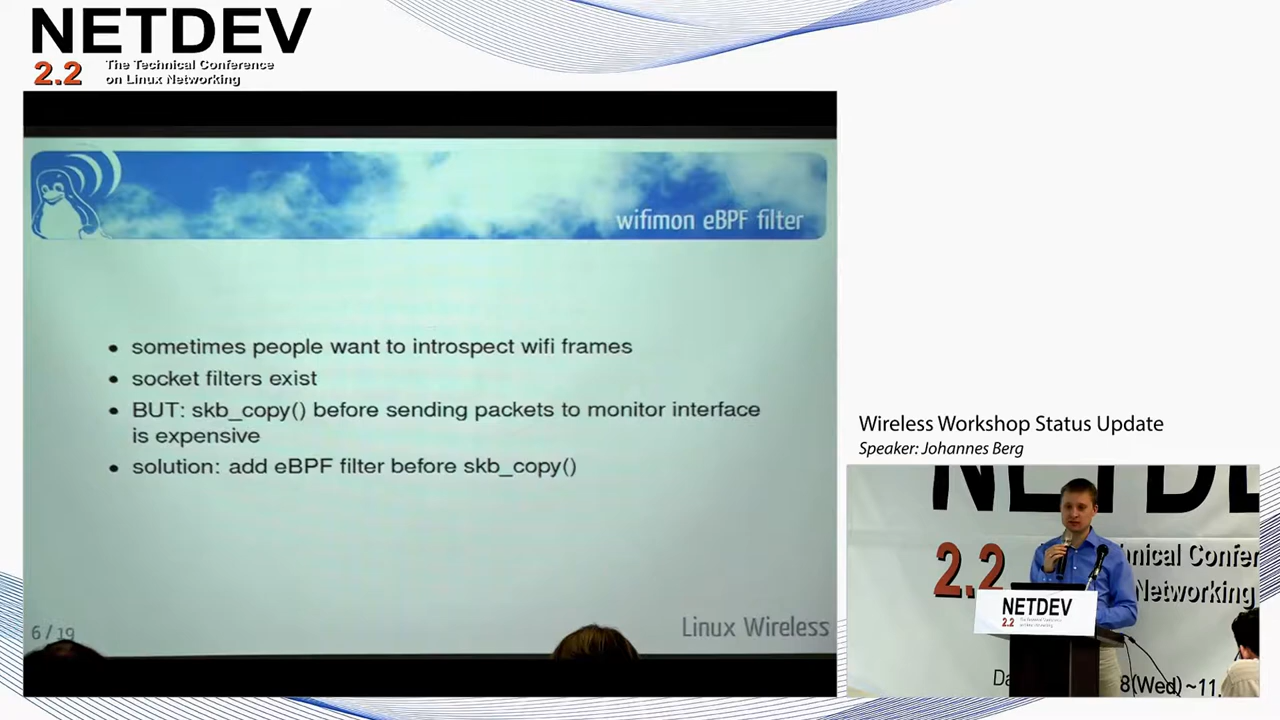 NETDEV
2.2
The Technical Conference
on Linux Networking
wifimon eBPF filter
• sometimes people want to introspect wifi frames
• socket filters exist
• BUT: skb_copy() before sending packets to monitor interface
is expensive
• solution: add eBPF filter before skb_copy()
6 / 19
Linux Wireless
Wireless Workshop Status Update
Speaker: Johannes Berg
NETDE
2.2
hnical Confer
Networking
NETDEV
2.2
Da
8(Wed) ~11.